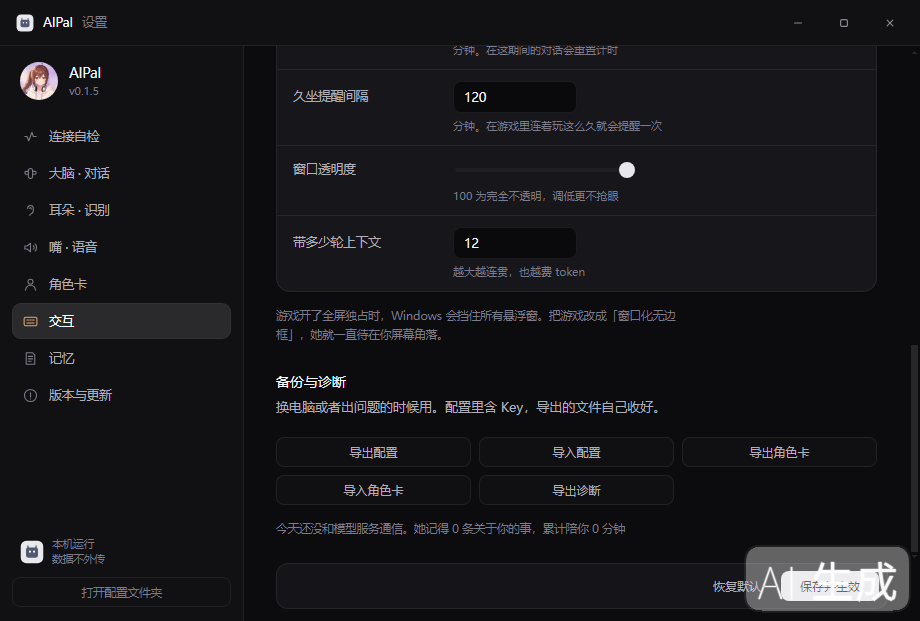 AIPal 设置
AIPal
v0.1.5
连接自检
大脑 · 对话
耳朵 · 识别
嘴 · 语音
角色卡
交互
记忆
版本与更新
本机运行
数据不外传
打开配置文件夹
分钟。在这期间的对话会重置计时
久坐提醒间隔
120
分钟。在游戏里连着玩这么久就会提醒一次
窗口透明度
100 为完全不透明，调低更不抢眼
带多少轮上下文
12
越大越连贯，也越费 token
游戏开了全屏独占时，Windows 会挡住所有悬浮窗。把游戏改成「窗口化无边
框」，她就一直待在你屏幕角落。
备份与诊断
换电脑或者出问题的时候用。配置里含 Key，导出的文件自己收好。
导出配置
导入配置
导出角色卡
导入角色卡
导出诊断
今天还没和模型服务通信。她记得 0 条关于你的事，累计陪你 0 分钟
恢复默认
保存并生效
AI 生成